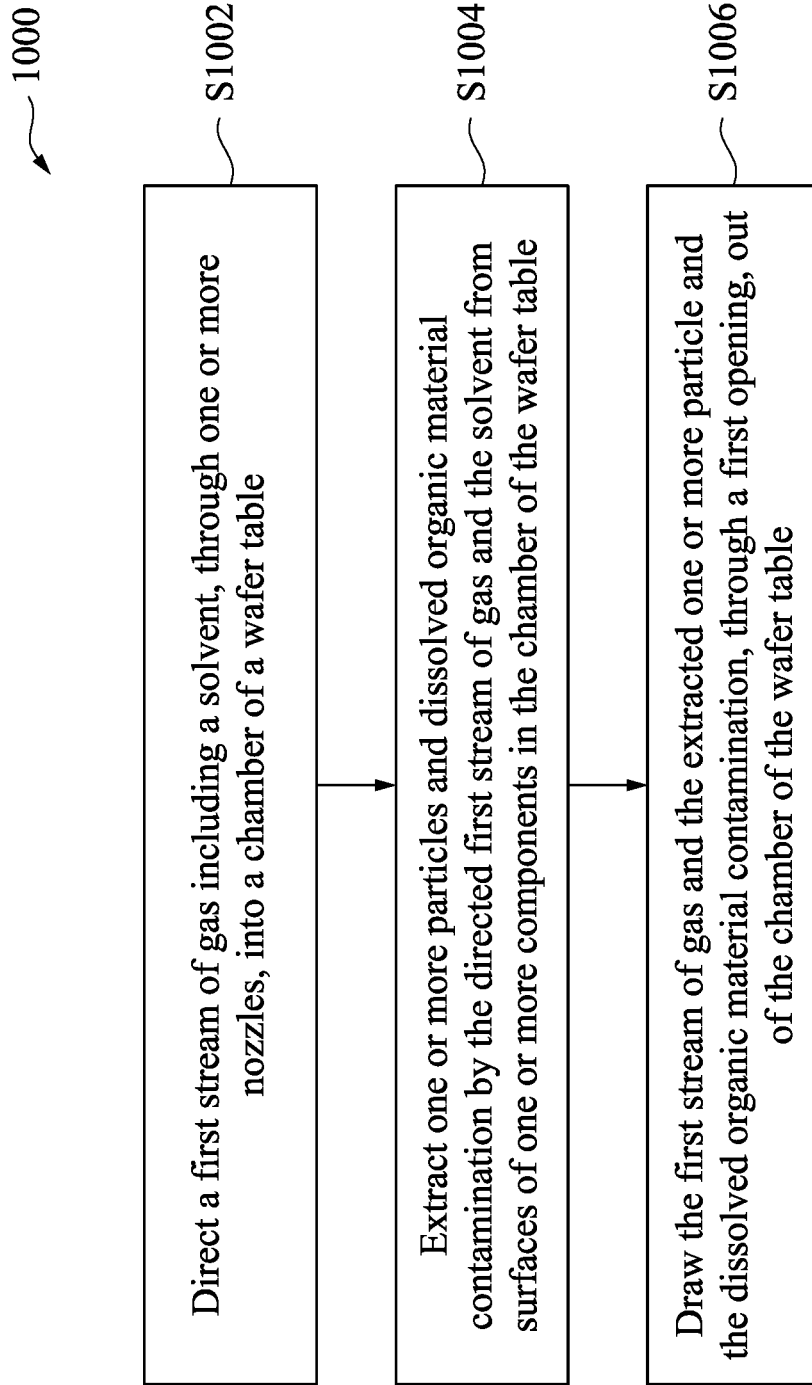 1000
Direct a first stream of gas including a solvent, through one or more
nozzles, into a chamber of a wafer table
S1002
Extract one or more particles and dissolved organic material
contamination by the directed first stream of gas and the solvent from
surfaces of one or more components in the chamber of the wafer table
S1004
Draw the first stream of gas and the extracted one or more particle and
the dissolved organic material contamination, through a first opening, out
of the chamber of the wafer table
S1006